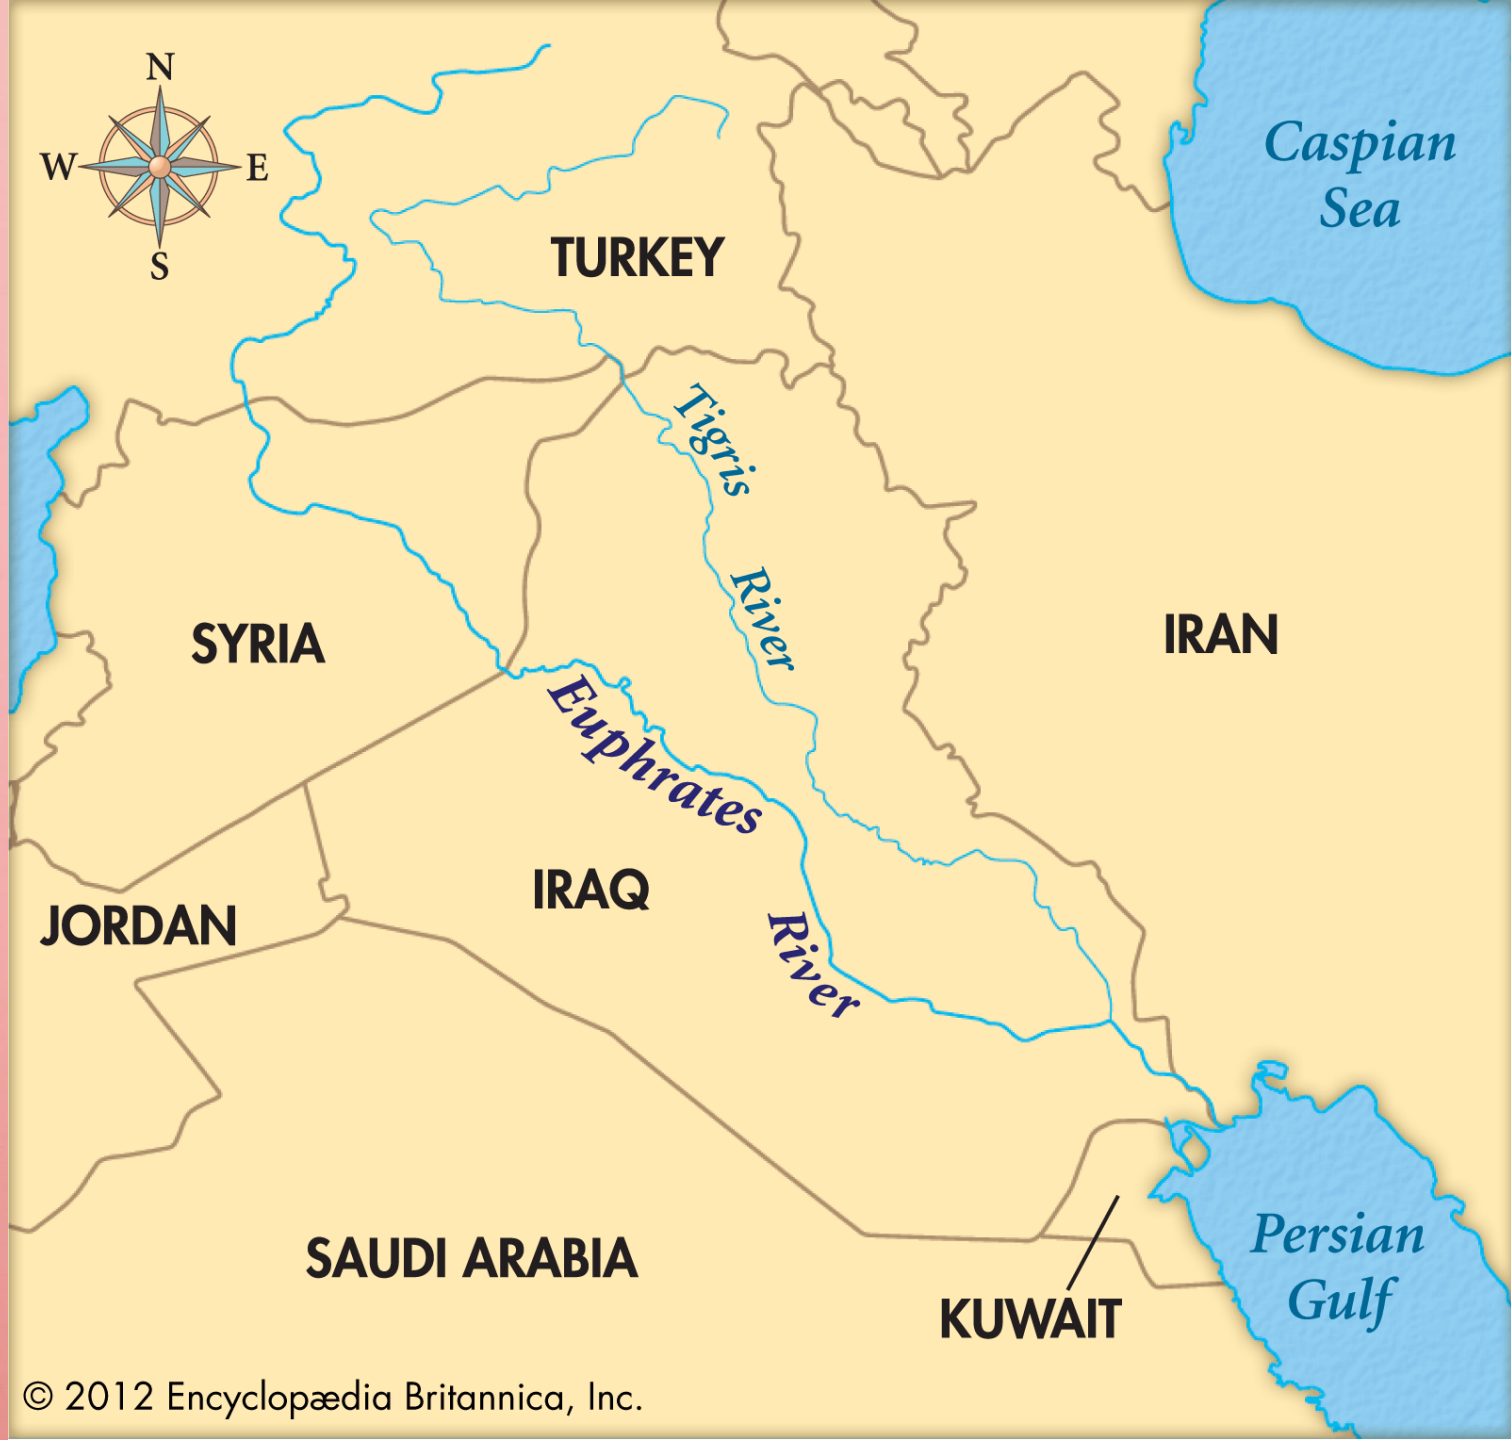 N
W
E
S
Caspian
Sea
TURKEY
Tigris
River
SYRIA
IRAN
Euphrates
River
IRAQ
JORDAN
SAUDI ARABIA
KUWAIT
Persian
Gulf
© 2012 Encyclopædia Britannica, Inc.